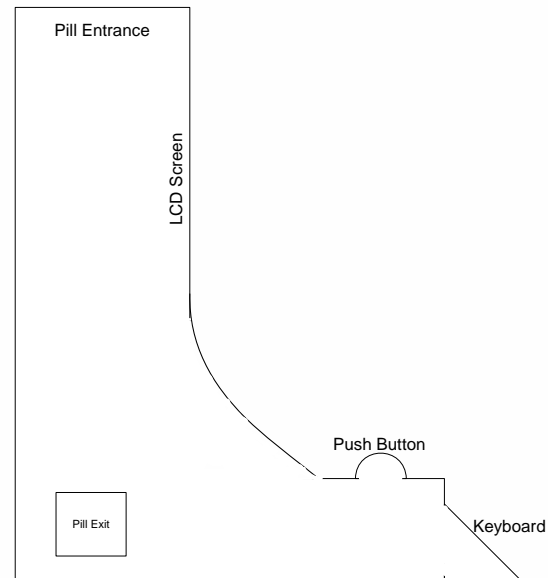 Pill Entrance
LCD Screen
Push Button
Pill Exit
Keyboard